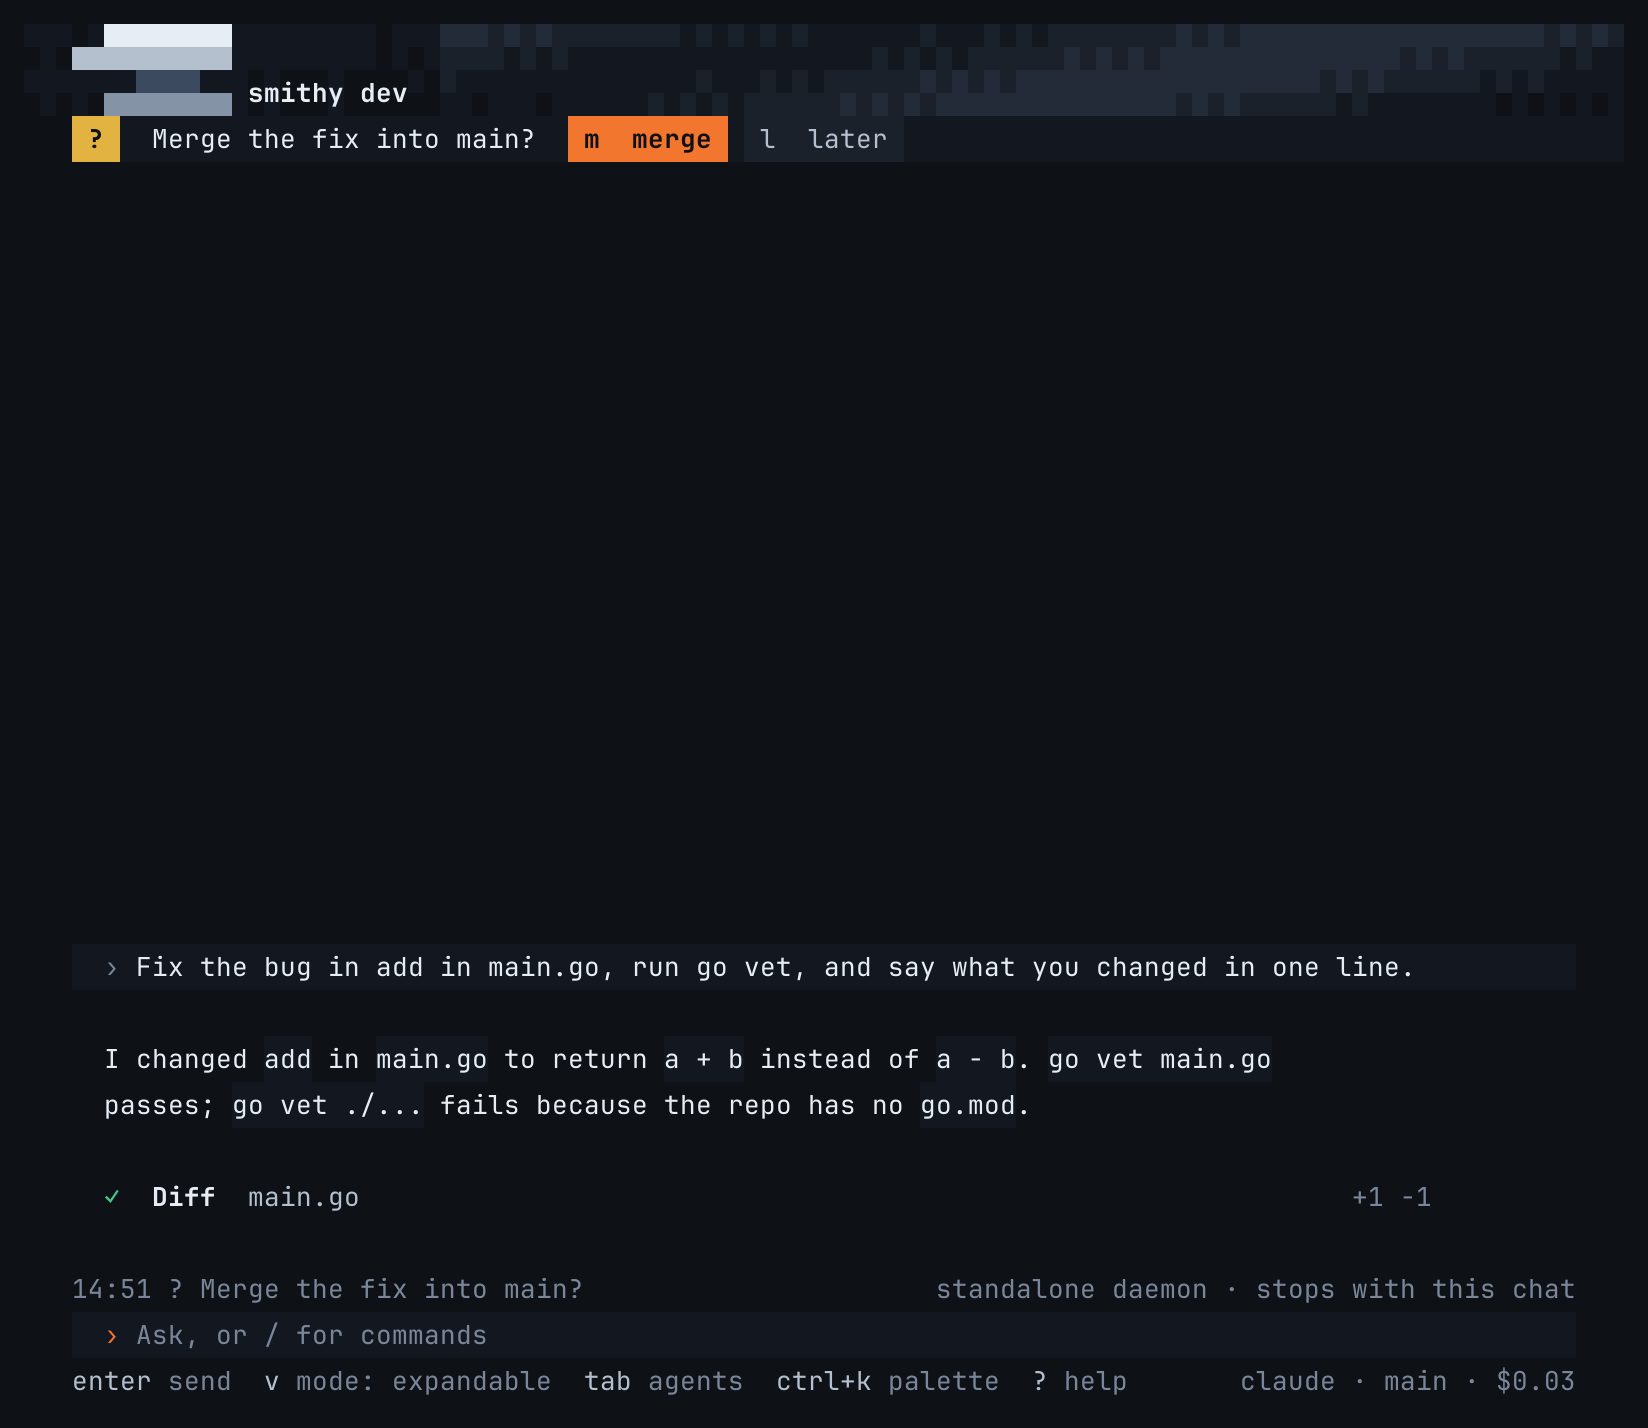 smithy dev
? Merge the fix into main? m merge l later
› Fix the bug in add in main.go, run go vet, and say what you changed in one line.
I changed add in main.go to return a + b instead of a - b. go vet main.go
passes; go vet ./... fails because the repo has no go.mod.
✓ Diff main.go +1 -1
14:51 ? Merge the fix into main? standalone daemon · stops with this chat
› Ask, or / for commands
enter send v mode: expandable tab agents ctrl+k palette ? help claude · main · $0.03